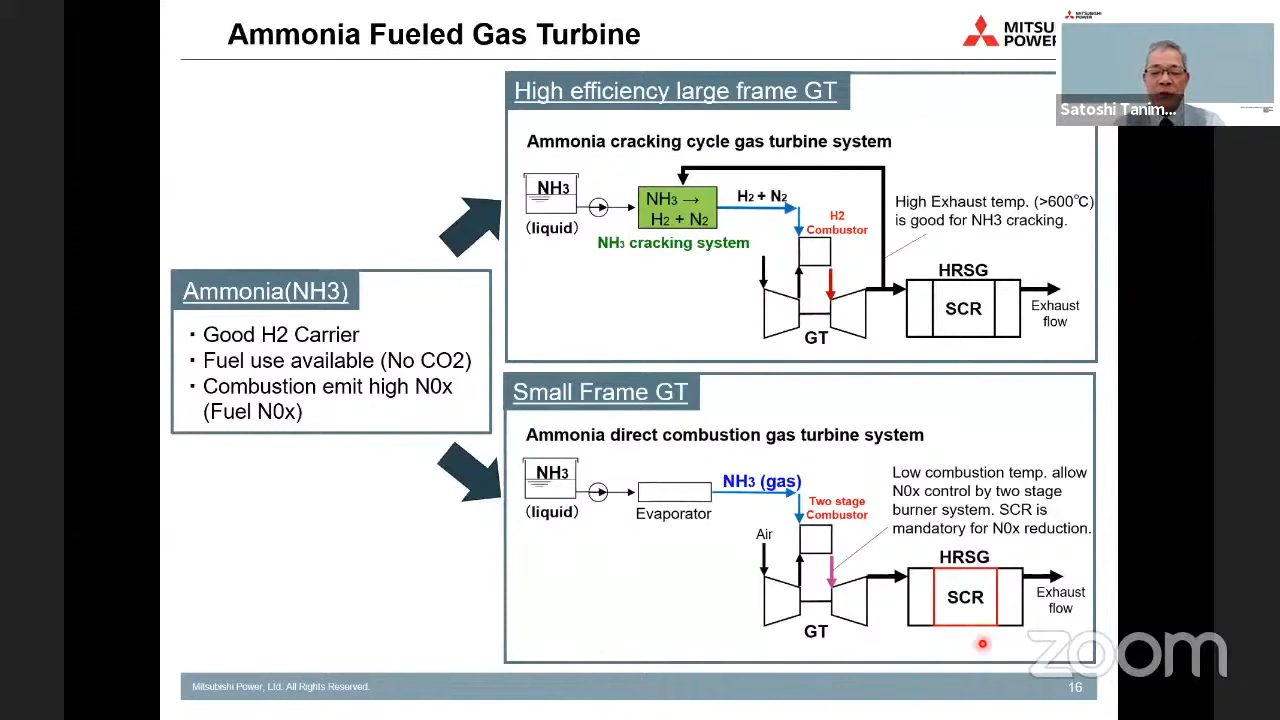 Ammonia Fueled Gas Turbine
MITSU
POWER
MITSUBISHI
POWER
Satoshi Tanim...
High efficiency large frame GT
Ammonia cracking cycle gas turbine system
NH3
(liquid)
NH3 →
H2 + N2
NH3 cracking system
H2 + N2
H2
Combustor
High Exhaust temp. (>600℃)
is good for NH3 cracking.
GT
HRSG
SCR
Exhaust
flow
Ammonia(NH3)
・Good H2 Carrier
・Fuel use available (No CO2)
・Combustion emit high N0x
(Fuel N0x)
Small Frame GT
Ammonia direct combustion gas turbine system
NH3
(liquid)
Evaporator
NH3 (gas)
Two stage
Combustor
Low combustion temp. allow
N0x control by two stage
burner system. SCR is
mandatory for N0x reduction.
Air
GT
HRSG
SCR
Exhaust
flow
zoom
Mitsubishi Power, Ltd. All Rights Reserved.
16